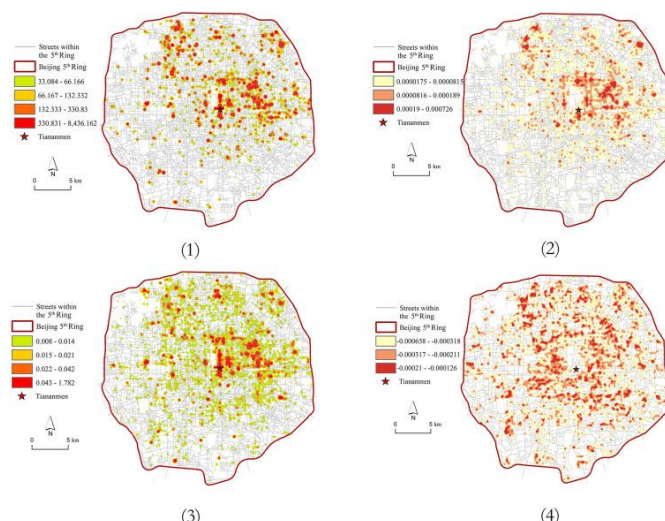 Streets within
the 5th Ring
Beijing 5th Ring
33.084 - 66.166
66.167 - 132.332
132.333 - 330.83
330.831 - 8,436.162
Tiananmen
N
0 5 km
(1)
Streets within
the 5th Ring
Beijing 5th Ring
0.0000175 - 0.0000815
0.0000816 - 0.000189
0.00019 - 0.000726
Tiananmen
N
0 5 km
(2)
Streets within
the 5th Ring
Beijing 5th Ring
0.008 - 0.014
0.015 - 0.021
0.022 - 0.042
0.043 - 1.782
Tiananmen
N
0 5 km
(3)
Streets within
the 5th Ring
Beijing 5th Ring
-0.000658 - -0.000318
-0.000317 - -0.000211
-0.00021 - -0.000126
Tiananmen
N
0 5 km
(4)